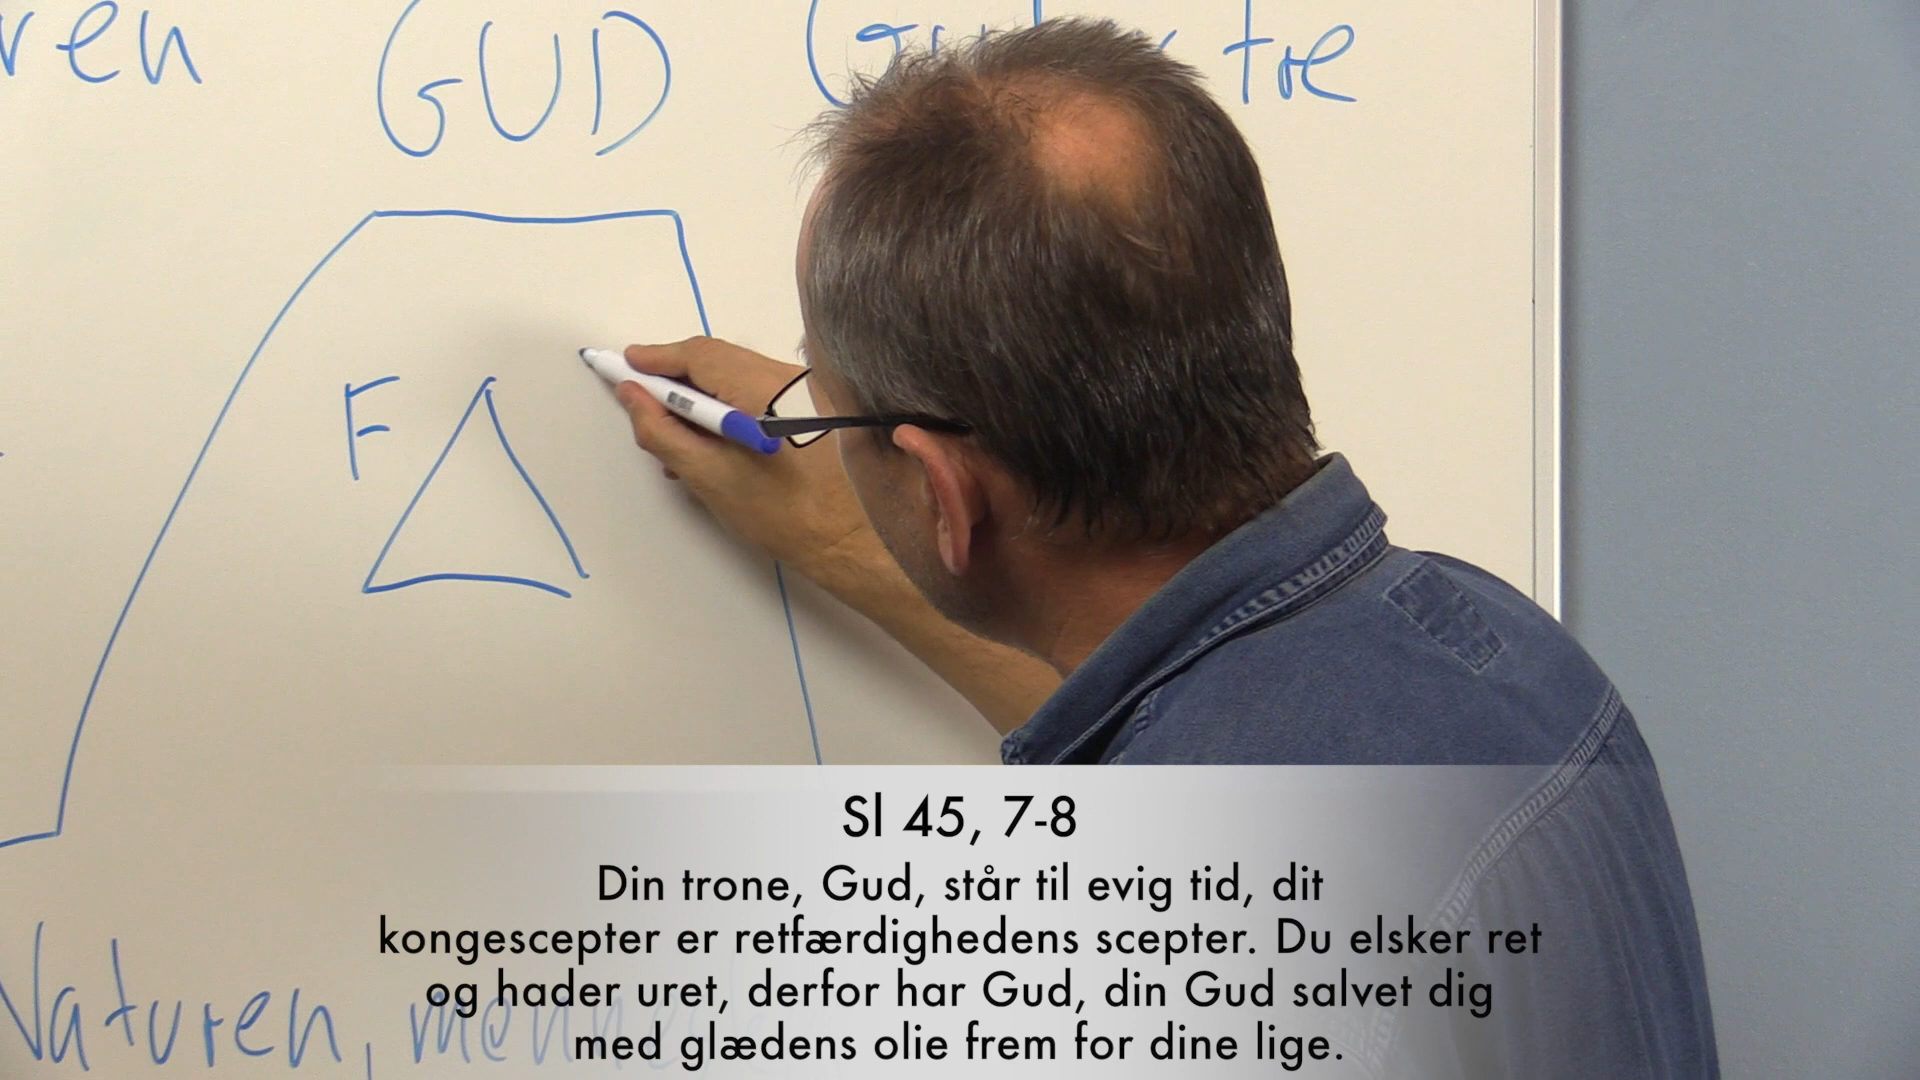 GUD
tre
F
Sl 45, 7-8
Din trone, Gud, står til evig tid, dit
kongescepter er retfærdighedens scepter. Du elsker ret
og hader uret, derfor har Gud, din Gud salvet dig
med glædens olie frem for dine lige.
Naturen,